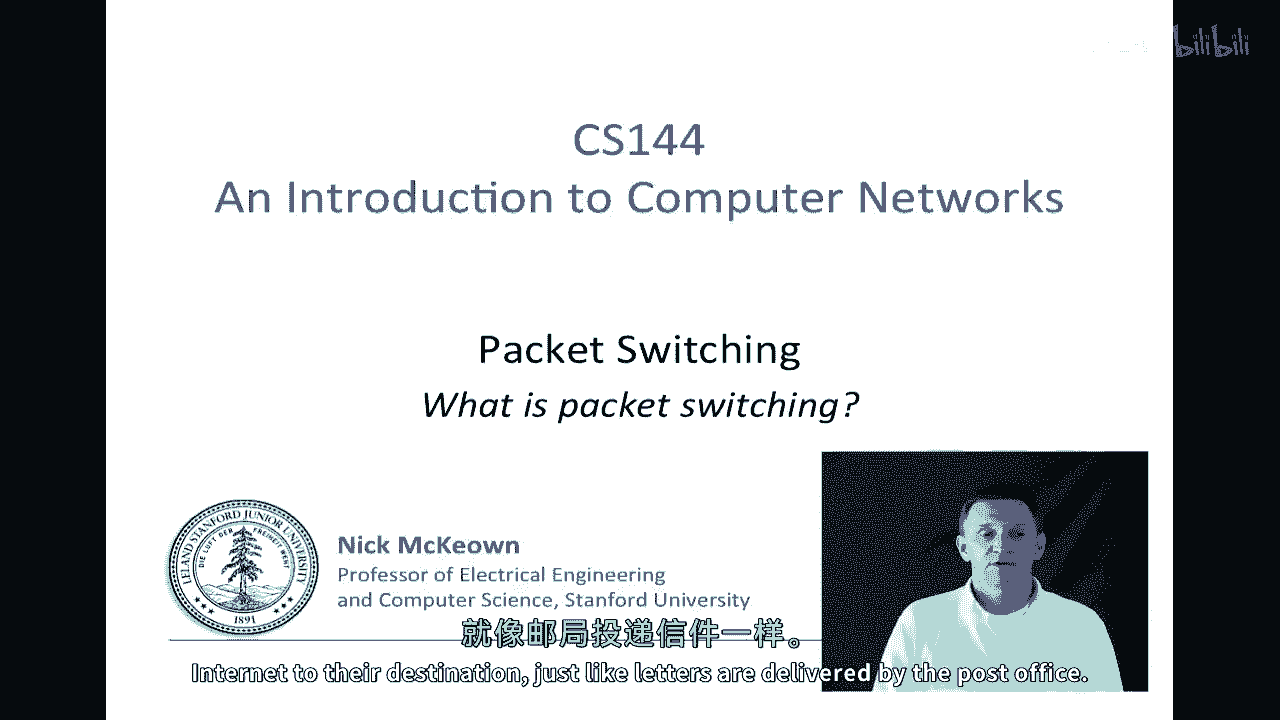 bilibili
CS144
An Introduction to Computer Networks
Packet Switching
What is packet switching?
LELAND STANFORD JUNIOR UNIVERSITY
DIE LUFT DER FREIHEIT WEHT
1891
Nick McKeown
Professor of Electrical Engineering
and Computer Science, Stanford University
就像邮局投递信件一样。
Internet to their destination, just like letters are delivered by the post office.